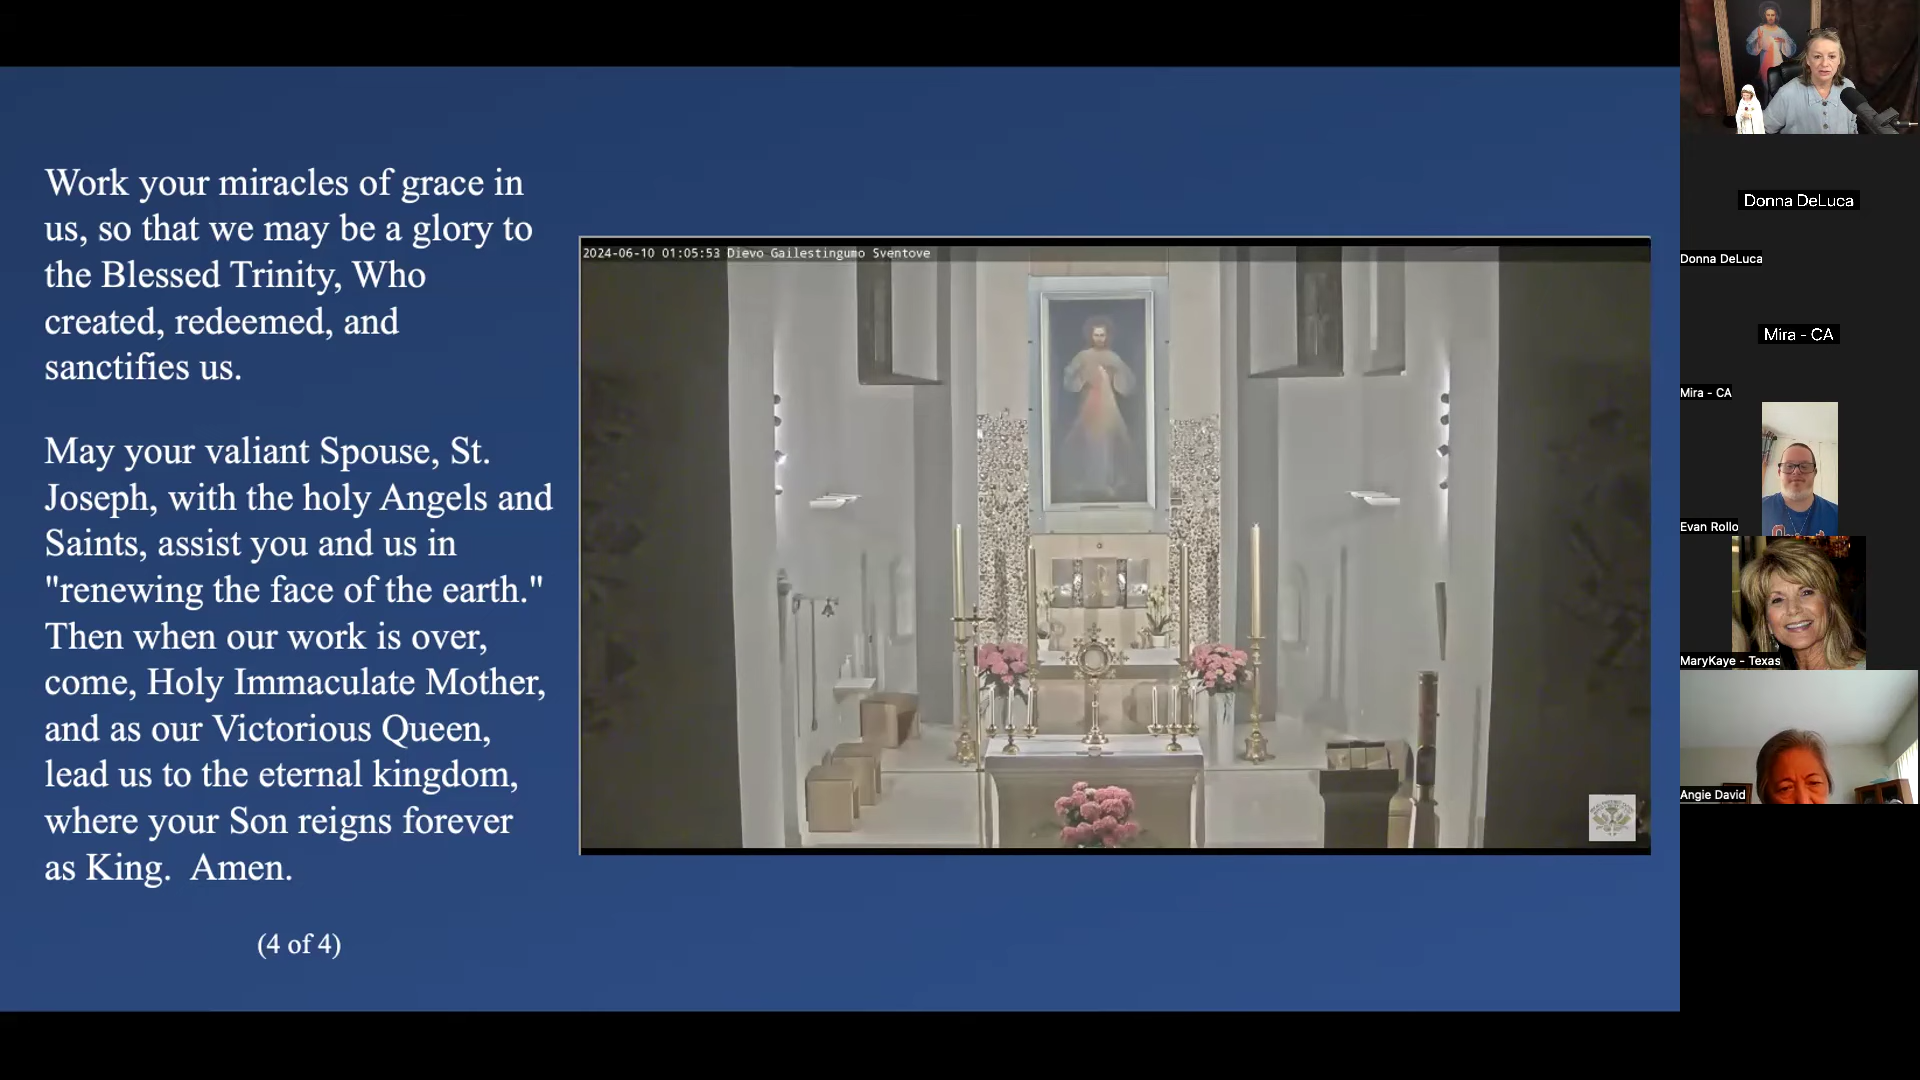 Work your miracles of grace in
us, so that we may be a glory to
the Blessed Trinity, Who
created, redeemed, and
sanctifies us.
May your valiant Spouse, St.
Joseph, with the holy Angels and
Saints, assist you and us in
"renewing the face of the earth."
Then when our work is over,
come, Holy Immaculate Mother,
and as our Victorious Queen,
lead us to the eternal kingdom,
where your Son reigns forever
as King.  Amen.
(4 of 4)
2024-06-10 01:05:53 Dievo Gailestingumo Sventove
Donna DeLuca
Donna DeLuca
Mira - CA
Mira - CA
Evan Rollo
MaryKaye - Texas
Angie David